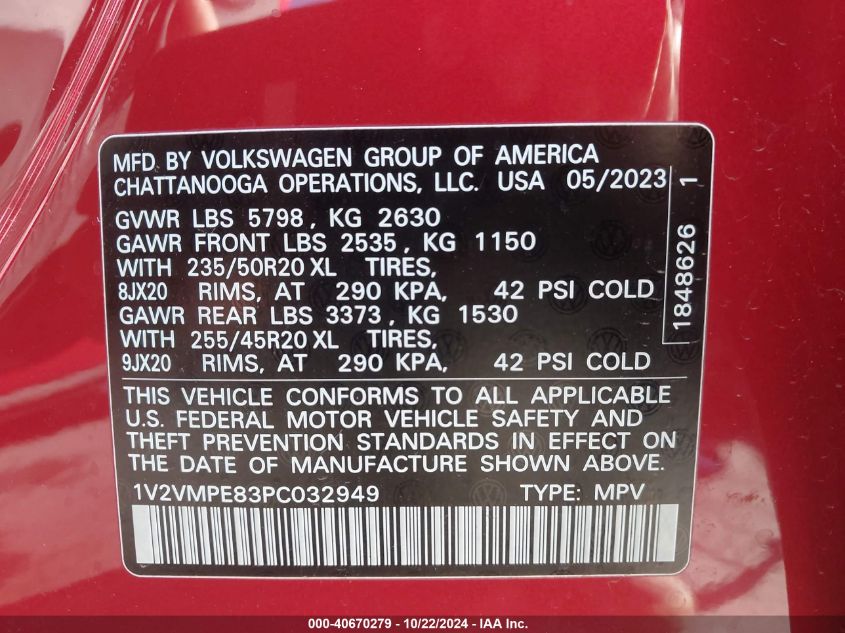 MFD BY VOLKSWAGEN GROUP OF AMERICA
CHATTANOOGA OPERATIONS, LLC. USA 05/2023
GVWR LBS 5798, KG 2630
GAWR FRONT LBS 2535, KG 1150
WITH 235/50R20 XL TIRES,
8JX20 RIMS, AT 290 KPA, 42 PSI COLD
GAWR REAR LBS 3373, KG 1530
WITH 255/45R20 XL TIRES,
9JX20 RIMS, AT 290 KPA, 42 PSI COLD
1848626 1
THIS VEHICLE CONFORMS TO ALL APPLICABLE
U.S. FEDERAL MOTOR VEHICLE SAFETY AND
THEFT PREVENTION STANDARDS IN EFFECT ON
THE DATE OF MANUFACTURE SHOWN ABOVE.
1V2VMPE83PC032949 TYPE: MPV
000-40670279 - 10/22/2024 - IAA Inc.